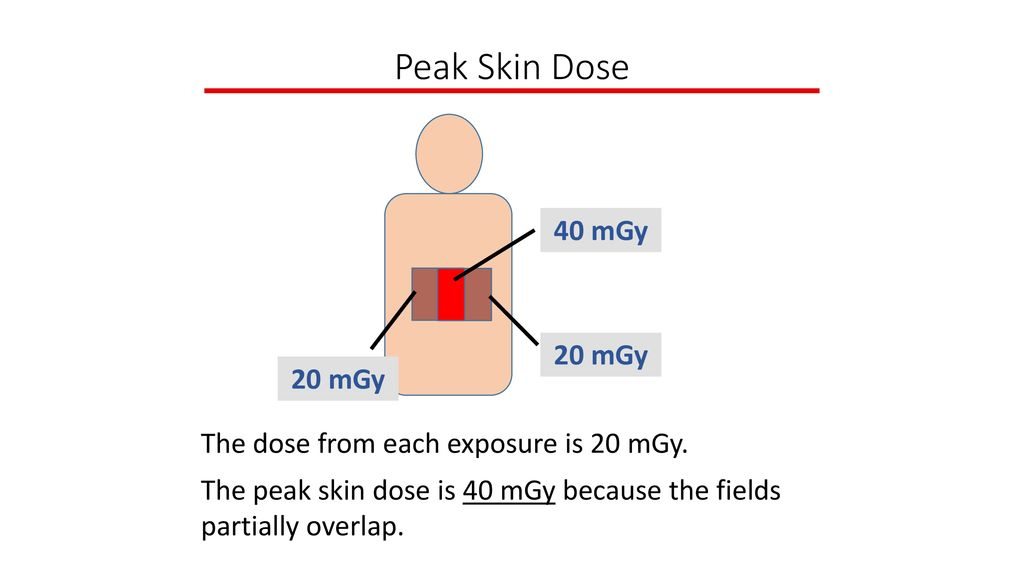 Peak Skin Dose
40 mGy
20 mGy
20 mGy
The dose from each exposure is 20 mGy.
The peak skin dose is 40 mGy because the fields
partially overlap.